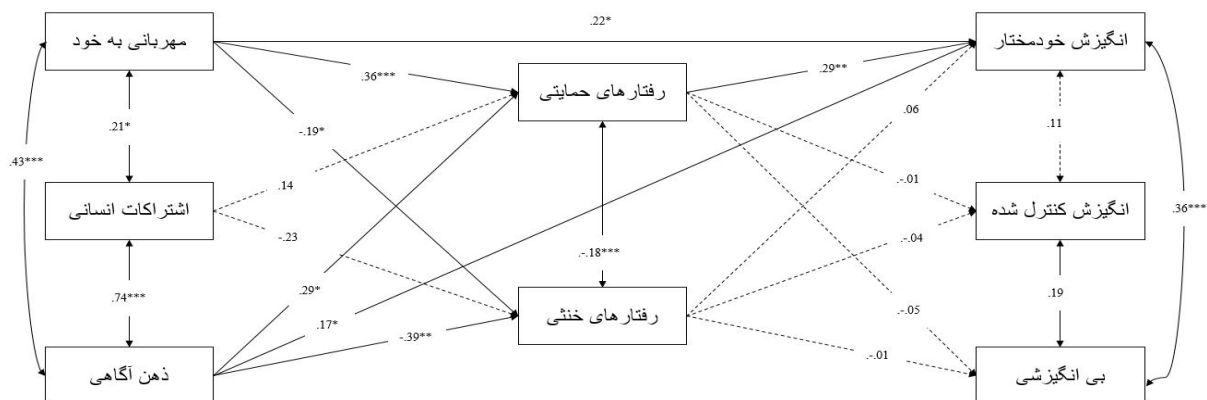 مهربانی به خود
.22*
انگیزش خودمختار
.36***
رفتارهای حمایتی
.29**
.21*
-.19*
.06
.11
.43***
.14
اشتراکات انسانی
-.01
انگیزش کنترل شده
.36***
-.23
-.18***
-.04
.74***
.29*
.17*
-.39**
رفتارهای خنثی
-.05
.19
-.01
ذهن آگاهی
بی انگیزشی